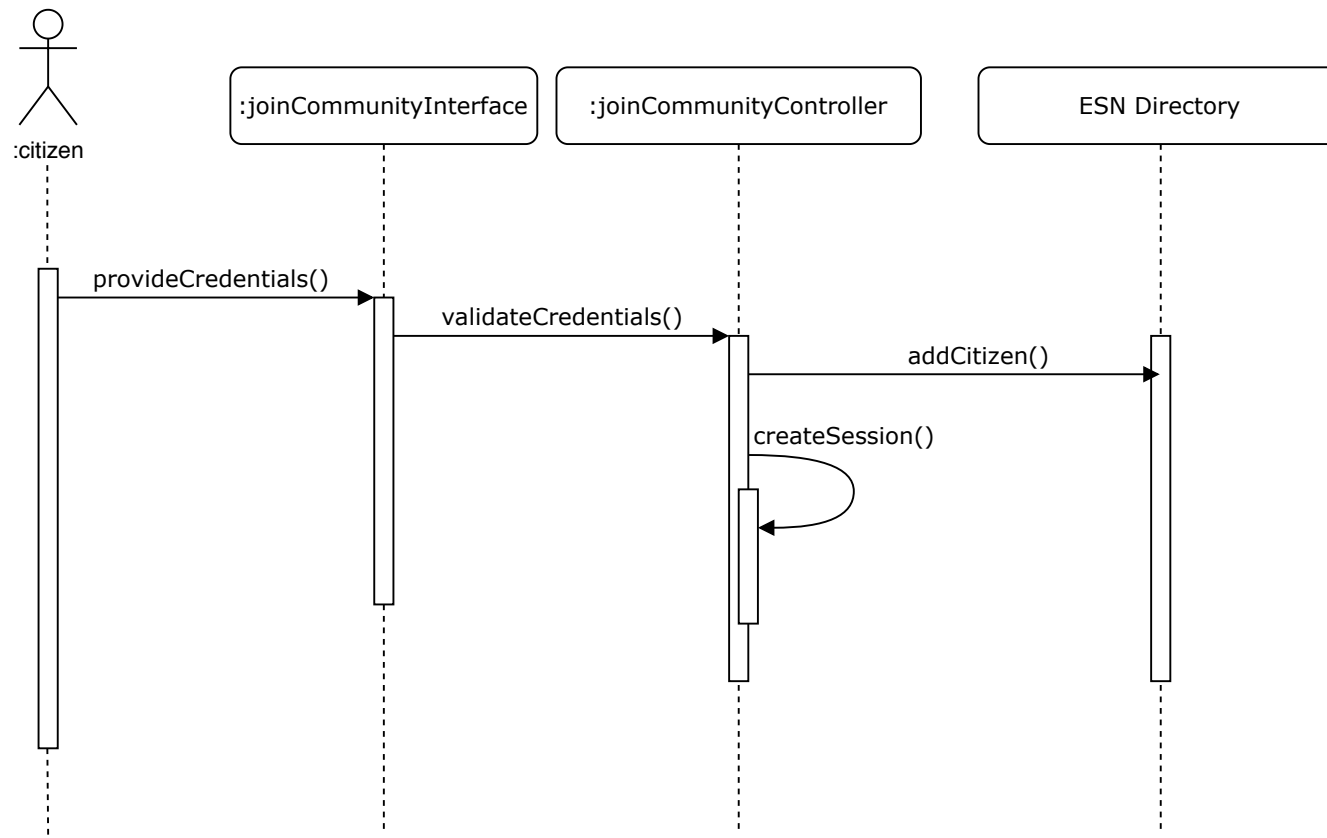 :citizen
:joinCommunityInterface
:joinCommunityController
ESN Directory
provideCredentials()
validateCredentials()
addCitizen()
createSession()